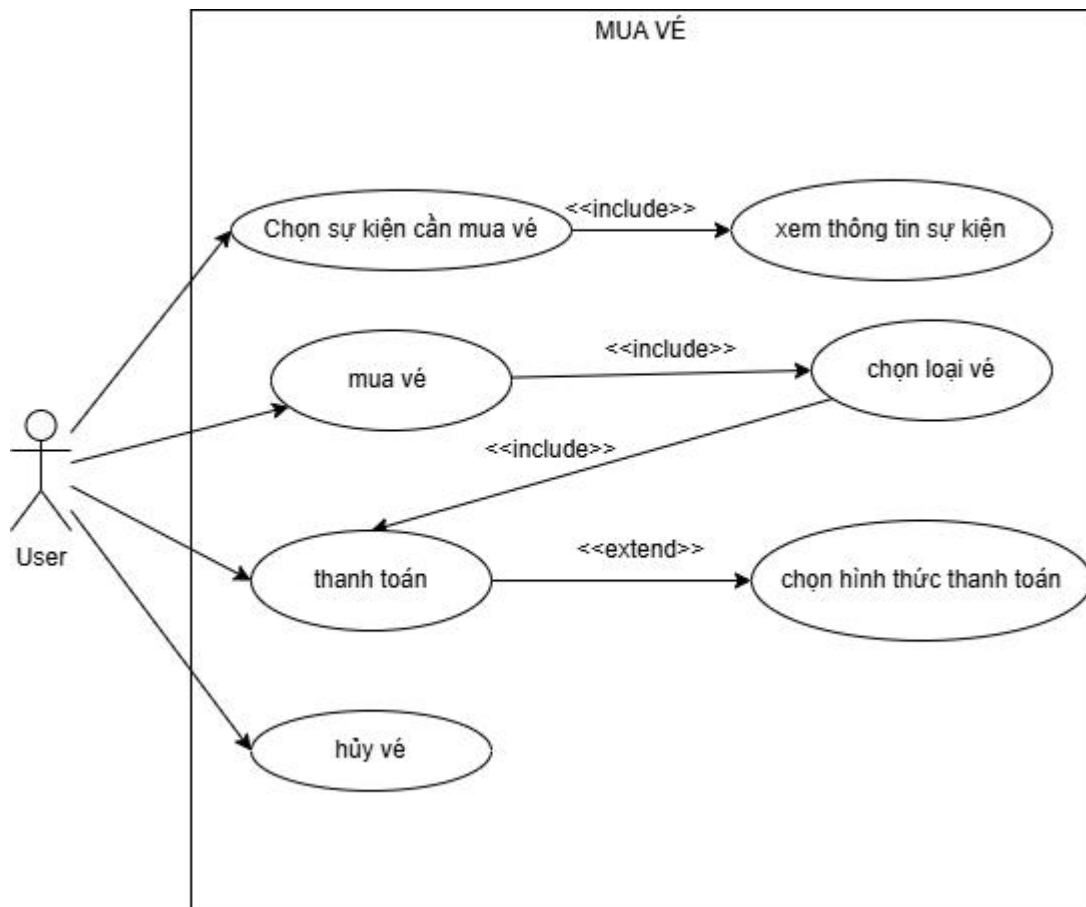 MUA VÉ
Chọn sự kiện cần mua vé
<<include>>
xem thông tin sự kiện
mua vé
<<include>>
chọn loại vé
<<include>>
User
thanh toán
<<extend>>
chọn hình thức thanh toán
hủy vé